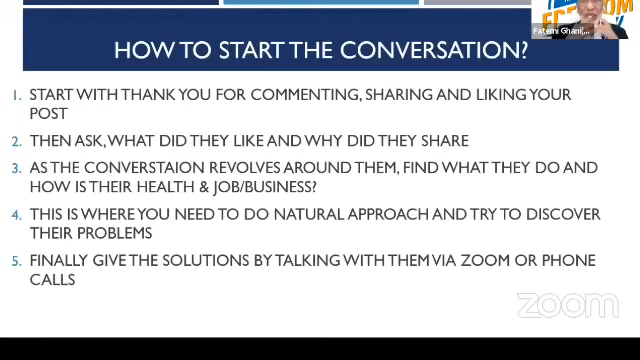 FREEDOM
Fatemi Ghani(...
HOW TO START THE CONVERSATION?
1. START WITH THANK YOU FOR COMMENTING, SHARING AND LIKING YOUR
POST
2. THEN ASK, WHAT DID THEY LIKE AND WHY DID THEY SHARE
3. AS THE CONVERSTAION REVOLVES AROUND THEM, FIND WHAT THEY DO AND
HOW IS THEIR HEALTH & JOB/BUSINESS?
4. THIS IS WHERE YOU NEED TO DO NATURAL APPROACH AND TRY TO DISCOVER
THEIR PROBLEMS
5. FINALLY GIVE THE SOLUTIONS BY TALKING WITH THEM VIA ZOOM OR PHONE
CALLS
zoom